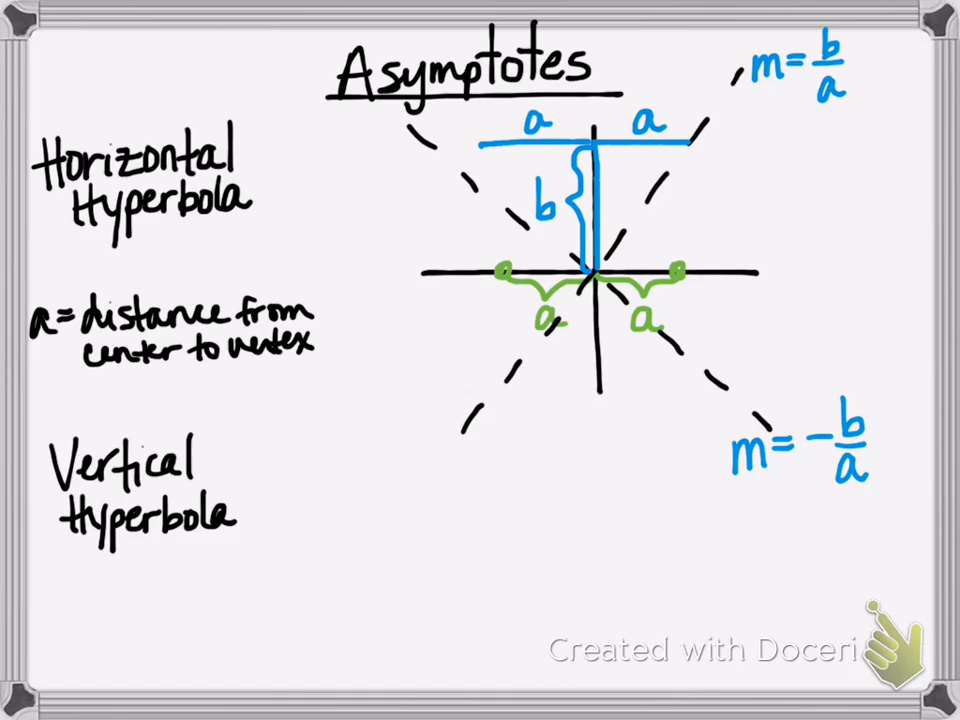 Asymptotes
m = b/a
a a
Horizontal
Hyperbola
b
a = distance from
center to vertex
a a
m = - b/a
Vertical
Hyperbola
Created with Doceri